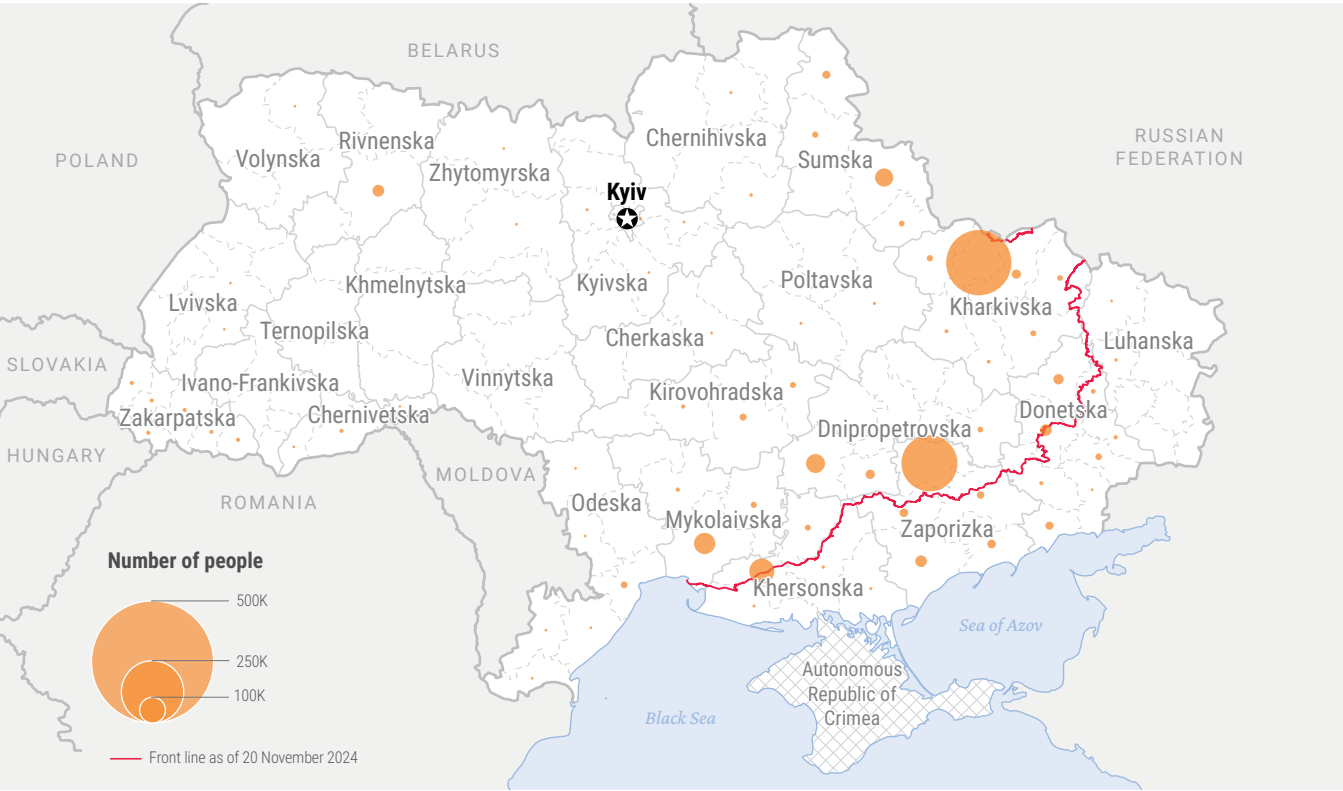 BELARUS
POLAND
RUSSIAN
FEDERATION
Volynska
Rivnenska
Zhytomyrska
Chernihivska
Sumska
Kyiv
Lvivska
Khmelnytska
Ternopilska
Kyivska
Cherkaska
Poltavska
Kharkivska
Luhanska
SLOVAKIA
Ivano-Frankivska
Zakarpatska
Chernivetska
Vinnytska
Kirovohradska
Dnipropetrovska
Donetska
HUNGARY
MOLDOVA
ROMANIA
Odeska
Mykolaivska
Zaporizka
Khersonska
Sea of Azov
Autonomous
Republic of
Crimea
Black Sea
Number of people
500K
250K
100K
Front line as of 20 November 2024